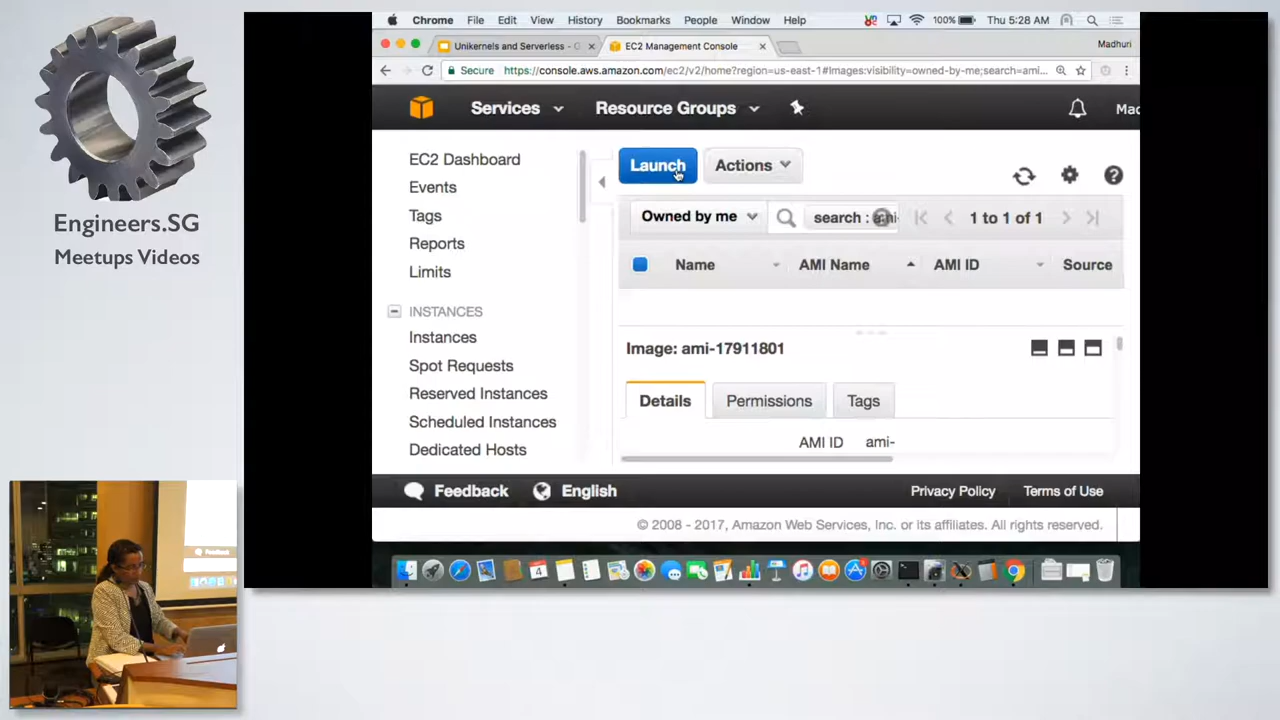 Engineers.SG
Meetups Videos
Chrome File Edit View History Bookmarks People Window Help
100% Thu 5:28 AM
Unikernels and Serverless -
EC2 Management Console
Madhuri
Secure https://console.aws.amazon.com/ec2/v2/home?region=us-east-1#Images:visibility=owned-by-me;search=ami...
Services Resource Groups
EC2 Dashboard
Events
Tags
Reports
Limits
INSTANCES
Instances
Spot Requests
Reserved Instances
Scheduled Instances
Dedicated Hosts
Launch Actions
Owned by me search : 1 to 1 of 1
Name AMI Name AMI ID Source
Image: ami-17911801
Details Permissions Tags
AMI ID ami-
Feedback English Privacy Policy Terms of Use
© 2008 - 2017, Amazon Web Services, Inc. or its affiliates. All rights reserved.
4
Feedback